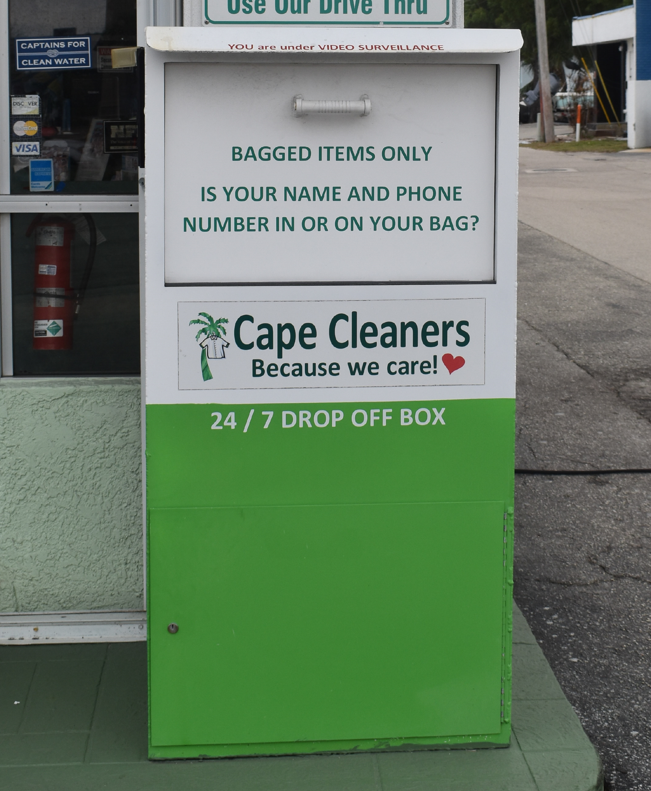 Use Our Drive Thru
YOU are under VIDEO SURVEILLANCE
CAPTAINS FOR
CLEAN WATER
VISA
BAGGED ITEMS ONLY
IS YOUR NAME AND PHONE
NUMBER IN OR ON YOUR BAG?
Cape Cleaners
Because we care!
24 / 7 DROP OFF BOX